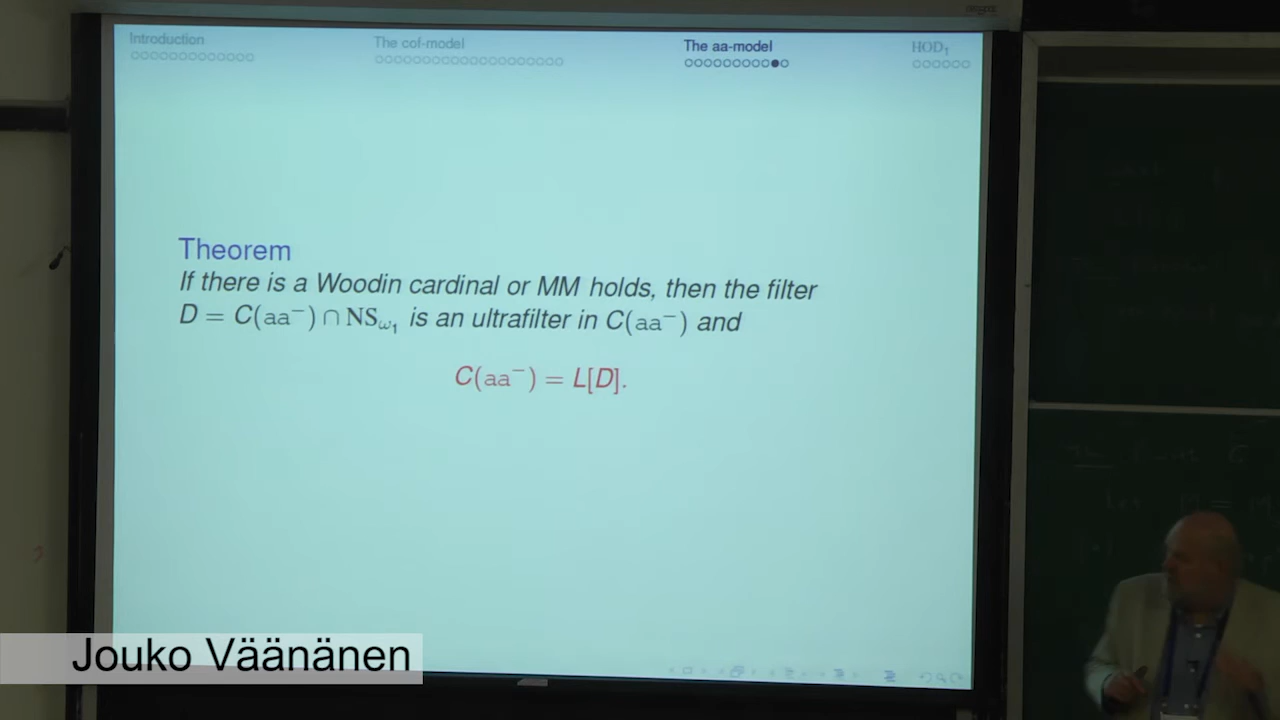 Introduction The cof-model The aa-model HOD₁
Theorem
If there is a Woodin cardinal or MM holds, then the filter
D = C(aa⁻) ∩ NS_ω₁ is an ultrafilter in C(aa⁻) and
C(aa⁻) = L[D].
Jouko Väänänen